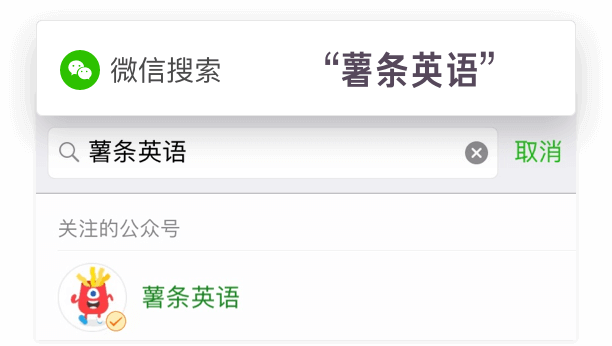 微信搜索 “薯条英语”
薯条英语 取消
关注的公众号
薯条英语